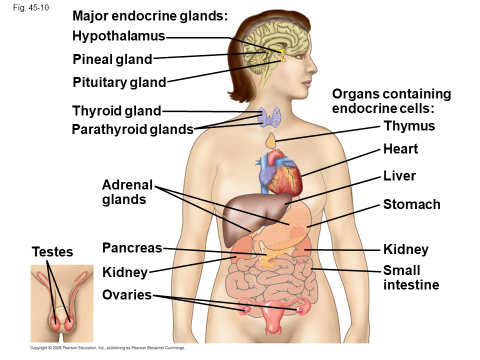 Fig. 45-10
Major endocrine glands:
Hypothalamus
Pineal gland
Pituitary gland
Thyroid gland
Parathyroid glands
Organs containing
endocrine cells:
Thymus
Heart
Liver
Stomach
Adrenal
glands
Testes
Pancreas
Kidney
Ovaries
Kidney
Small
intestine
Copyright © 2008 Pearson Education, Inc., publishing as Pearson Benjamin Cummings.